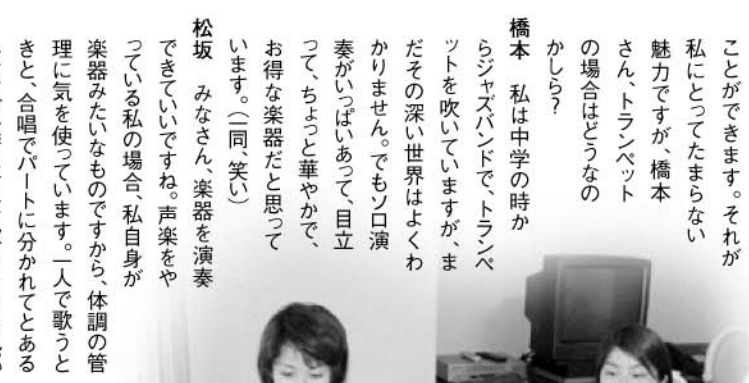 ことができます。それが
私にとってたまらない
魅力ですが、橋本
さん、トランペット
の場合はどうなの
かしら?
橋本　私は中学の時か
らジャズバンドで、トランペ
ットを吹いていますが、ま
だその深い世界はよくわ
かりません。でもソロ演
奏がいっぱいあって、目立
って、ちょっと華やかで、
お得な楽器だと思って
います。(一同、笑い)
松坂　みなさん、楽器を演奏
できていいですね。声楽をや
っている私の場合、私自身が
楽器みたいなものですから、体調の管
理に気を使っています。一人で歌うと
きと、合唱でパートに分かれてとある